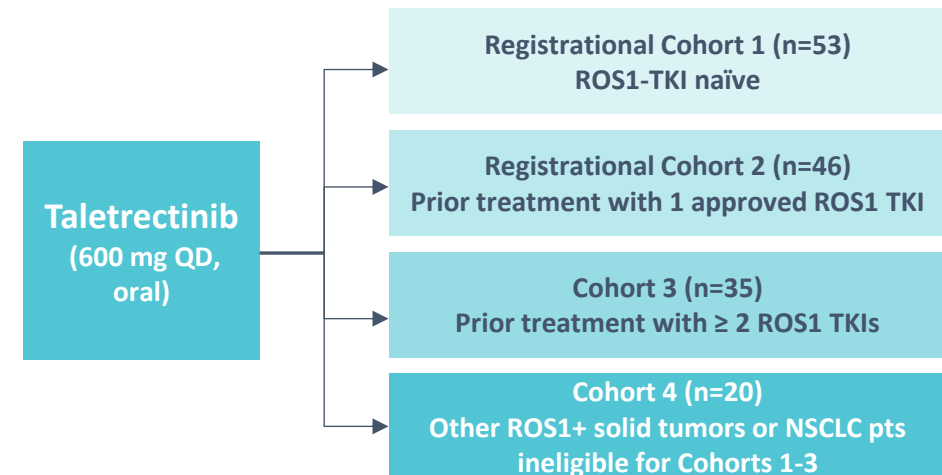 Registrational Cohort 1 (n=53)
ROS1-TKI naïve
Registrational Cohort 2 (n=46)
Prior treatment with 1 approved ROS1 TKI
Taletrectinib
(600 mg QD,
oral)
Cohort 3 (n=35)
Prior treatment with ≥ 2 ROS1 TKIs
Cohort 4 (n=20)
Other ROS1+ solid tumors or NSCLC pts
ineligible for Cohorts 1-3